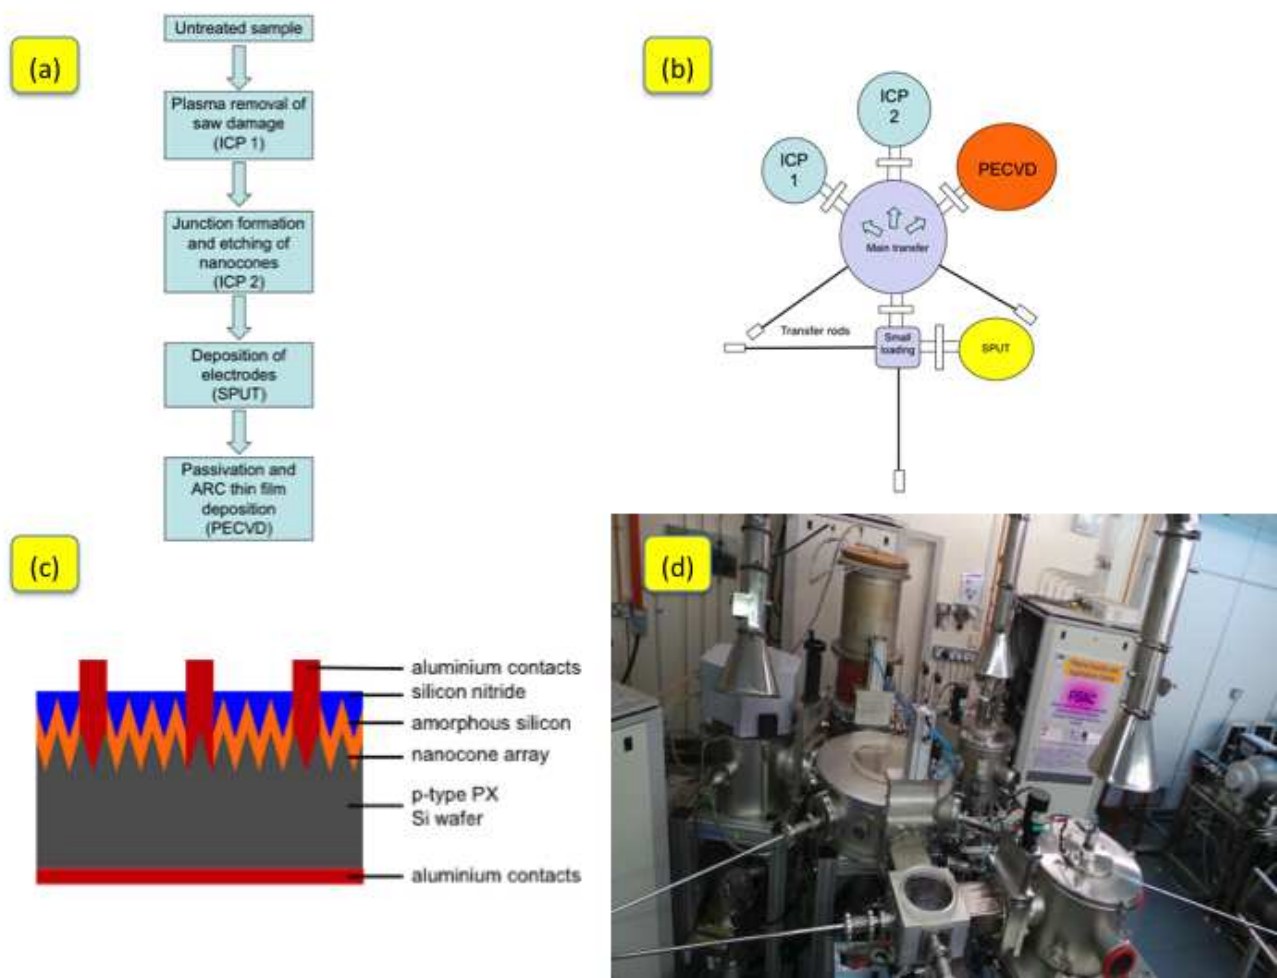 (a)
Untreated sample
Plasma removal of
saw damage
(ICP 1)
Junction formation
and etching of
nanocones
(ICP 2)
Deposition of
electrodes
(SPUT)
Passivation and
ARC thin film
deposition
(PECVD)
(b)
ICP
2
ICP
1
PECVD
Main transfer
Transfer rods
Small
loading
SPUT
(c)
aluminium contacts
silicon nitride
amorphous silicon
nanocone array
p-type PX
Si wafer
aluminium contacts
(d)